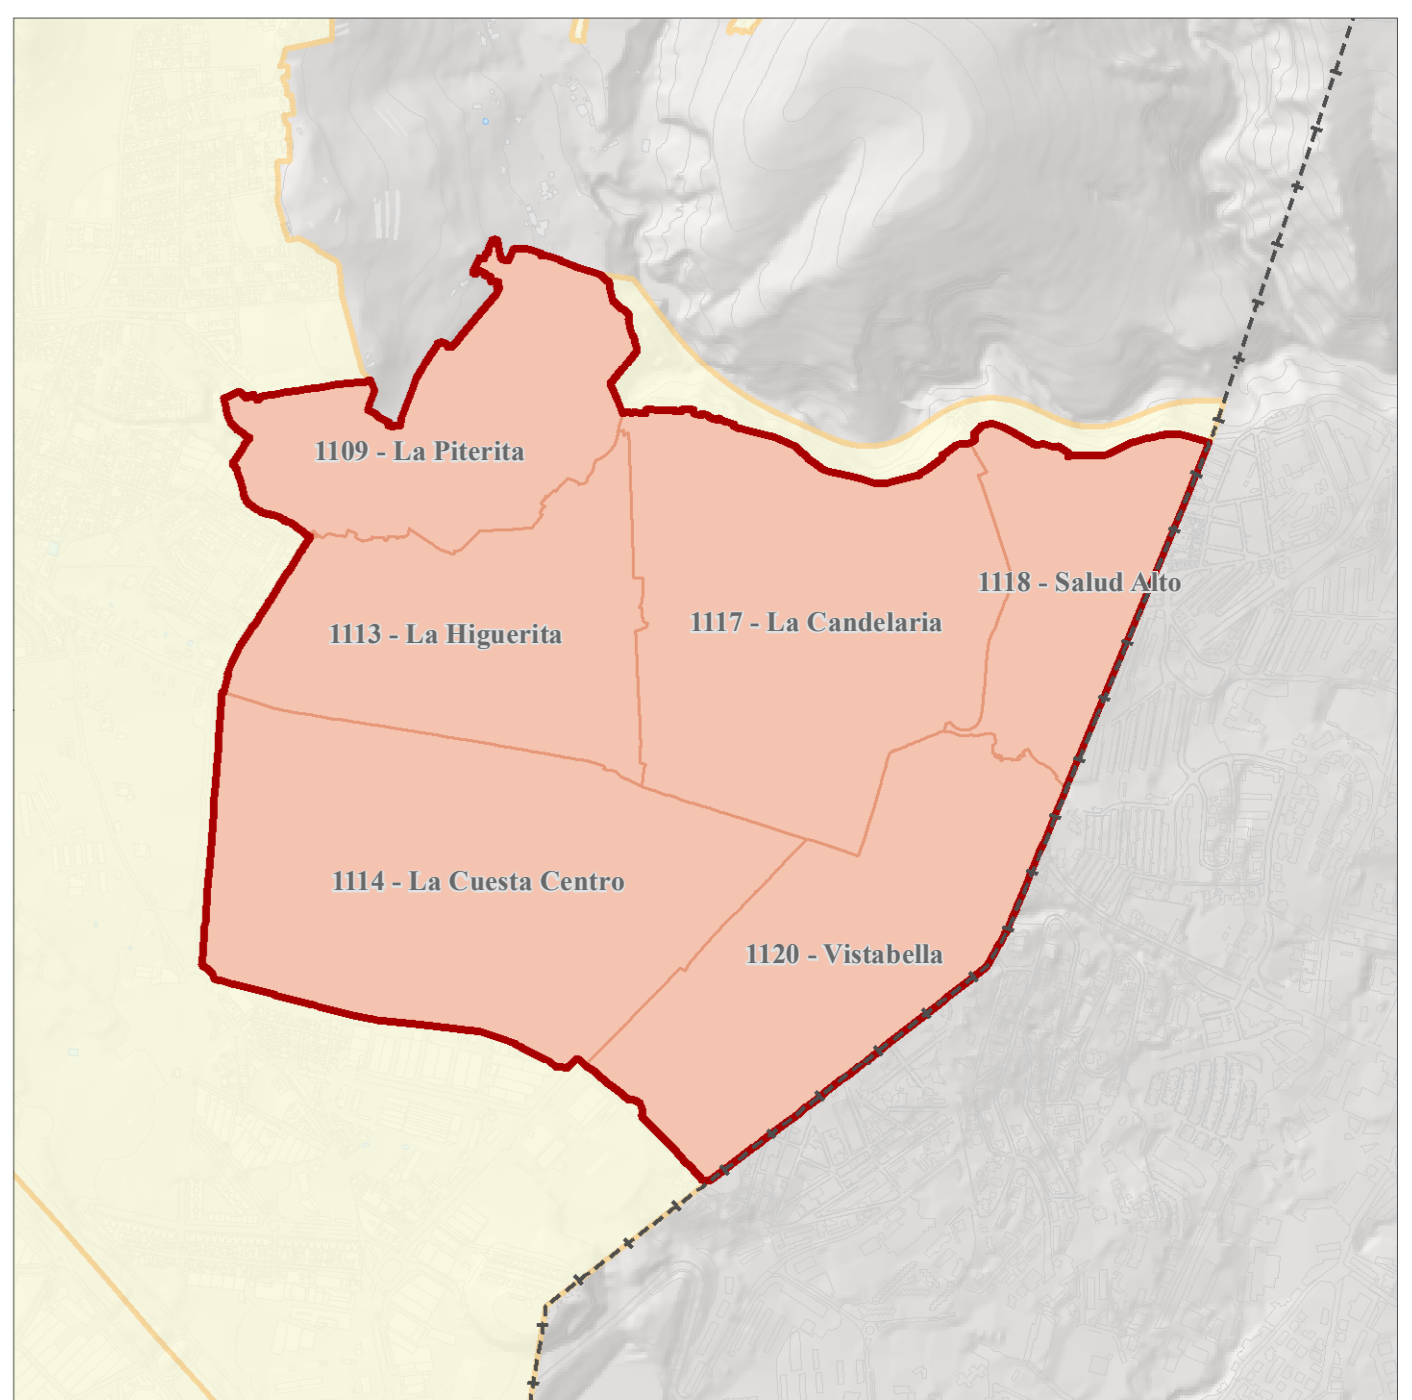 1109 - La Piterita
1118 - Salud Alto
1117 - La Candelaria
1113 - La Higuerita
1114 - La Cuesta Centro
1120 - Vistabella